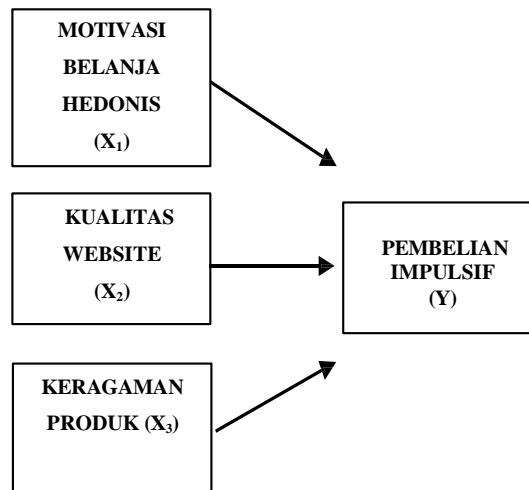 MOTIVASI
BELANJA
HEDONIS
(X₁)
KUALITAS
WEBSITE
(X₂)
KERAGAMAN
PRODUK (X₃)
PEMBELIAN
IMPULSIF
(Y)